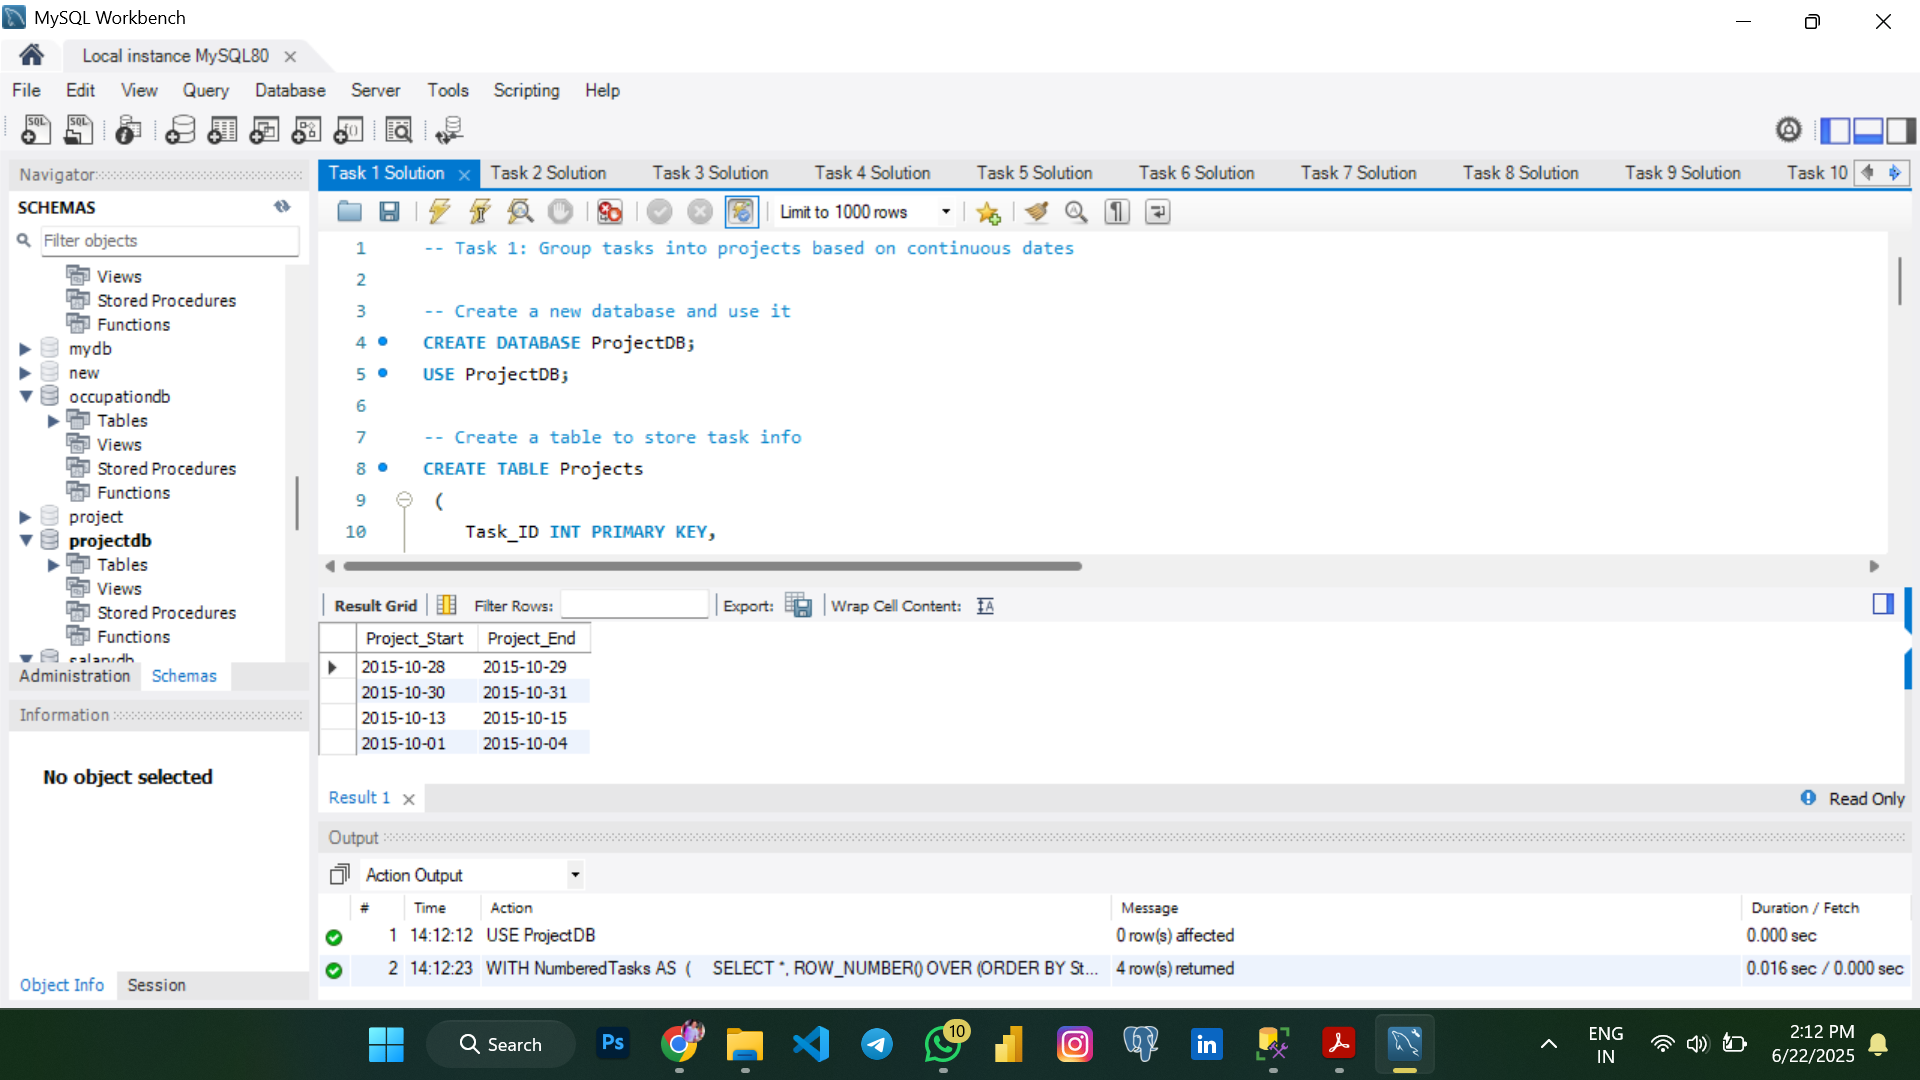 MySQL Workbench
Local instance MySQL80
File Edit View Query Database Server Tools Scripting Help
Navigator
SCHEMAS
Filter objects
Views
Stored Procedures
Functions
mydb
new
occupationdb
Tables
Views
Stored Procedures
Functions
project
projectdb
Tables
Views
Stored Procedures
Functions
salarydb
Administration Schemas
Information
No object selected
Object Info Session
Task 1 Solution Task 2 Solution Task 3 Solution Task 4 Solution Task 5 Solution Task 6 Solution Task 7 Solution Task 8 Solution Task 9 Solution Task 10
Limit to 1000 rows
1 -- Task 1: Group tasks into projects based on continuous dates
2
3 -- Create a new database and use it
4 CREATE DATABASE ProjectDB;
5 USE ProjectDB;
6
7 -- Create a table to store task info
8 CREATE TABLE Projects
9 (
10 Task_ID INT PRIMARY KEY,
Result Grid Filter Rows: Export: Wrap Cell Content:
Project_Start Project_End
2015-10-28 2015-10-29
2015-10-30 2015-10-31
2015-10-13 2015-10-15
2015-10-01 2015-10-04
Result 1 Read Only
Output
Action Output
# Time Action Message Duration / Fetch
1 14:12:12 USE ProjectDB 0 row(s) affected 0.000 sec
2 14:12:23 WITH NumberedTasks AS ( SELECT *, ROW_NUMBER() OVER (ORDER BY St... 4 row(s) returned 0.016 sec / 0.000 sec
Search Ps 10 in ENG 2:12 PM
IN 6/22/2025